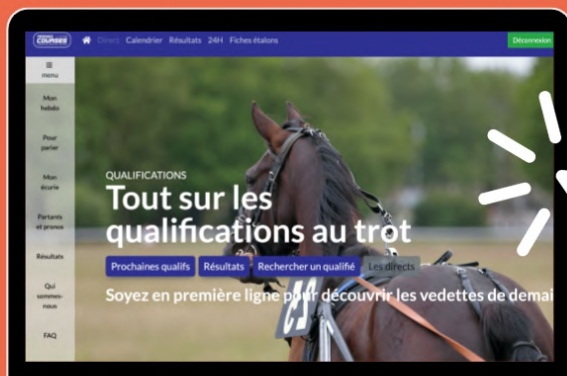 COURSES
Direct Calendrier Résultats 24H Fiches étalons
Déconnexion
menu
Mon
hebdo
Pour
parier
Mon
écurie
Partants
et pronos
Résultats
Qui
sommes-
nous
FAQ
QUALIFICATIONS
Tout sur les
qualifications au trot
Prochaines qualifs Résultats Rechercher un qualifié Les directs
Soyez en première ligne pour découvrir les vedettes de demai